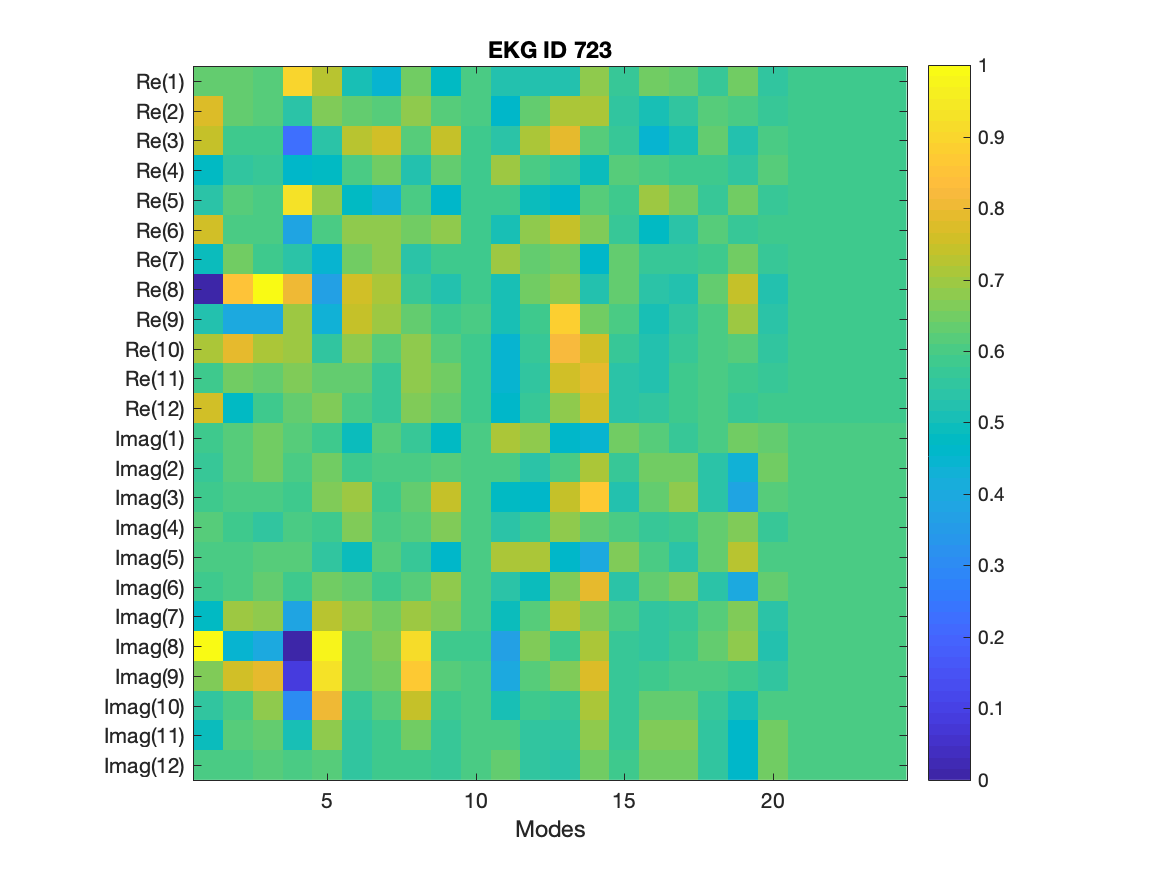 EKG ID 723
Re(1)
Re(2)
Re(3)
Re(4)
Re(5)
Re(6)
Re(7)
Re(8)
Re(9)
Re(10)
Re(11)
Re(12)
Imag(1)
Imag(2)
Imag(3)
Imag(4)
Imag(5)
Imag(6)
Imag(7)
Imag(8)
Imag(9)
Imag(10)
Imag(11)
Imag(12)
5 10 15 20
Modes
1
0.9
0.8
0.7
0.6
0.5
0.4
0.3
0.2
0.1
0